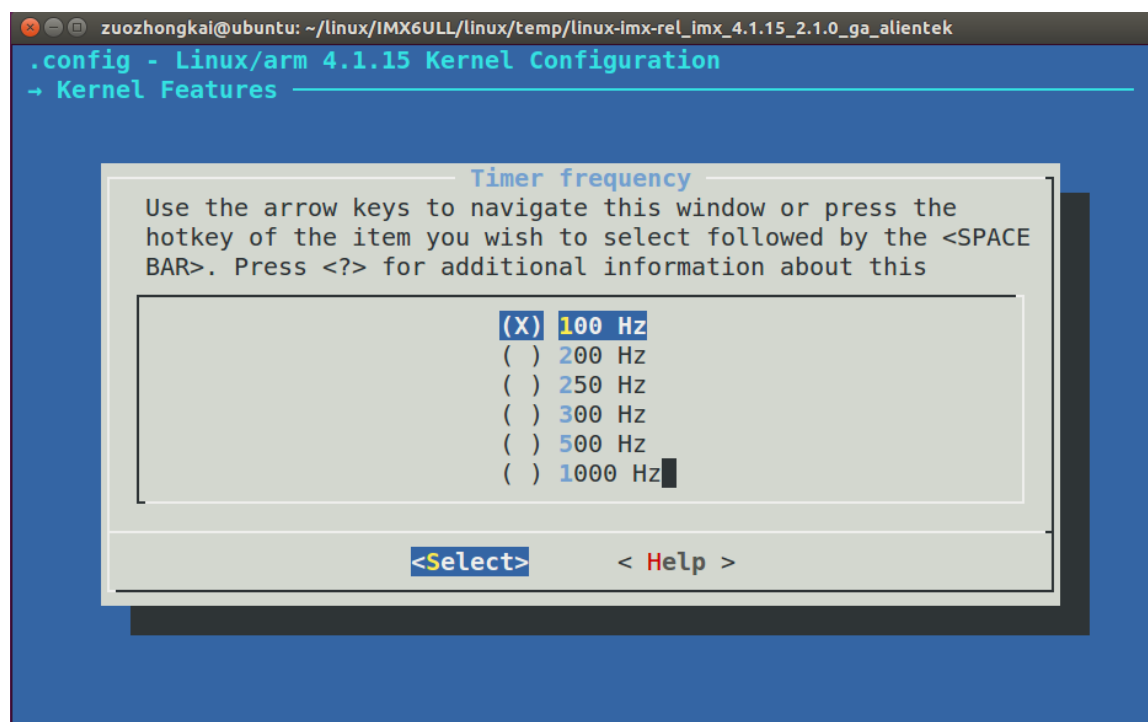 zuozhongkai@ubuntu: ~/linux/IMX6ULL/linux/temp/linux-imx-rel_imx_4.1.15_2.1.0_ga_alientek
.config - Linux/arm 4.1.15 Kernel Configuration
→ Kernel Features
Timer frequency
Use the arrow keys to navigate this window or press the
hotkey of the item you wish to select followed by the <SPACE
BAR>. Press <?> for additional information about this
(X) 100 Hz
( ) 200 Hz
( ) 250 Hz
( ) 300 Hz
( ) 500 Hz
( ) 1000 Hz
<Select> < Help >